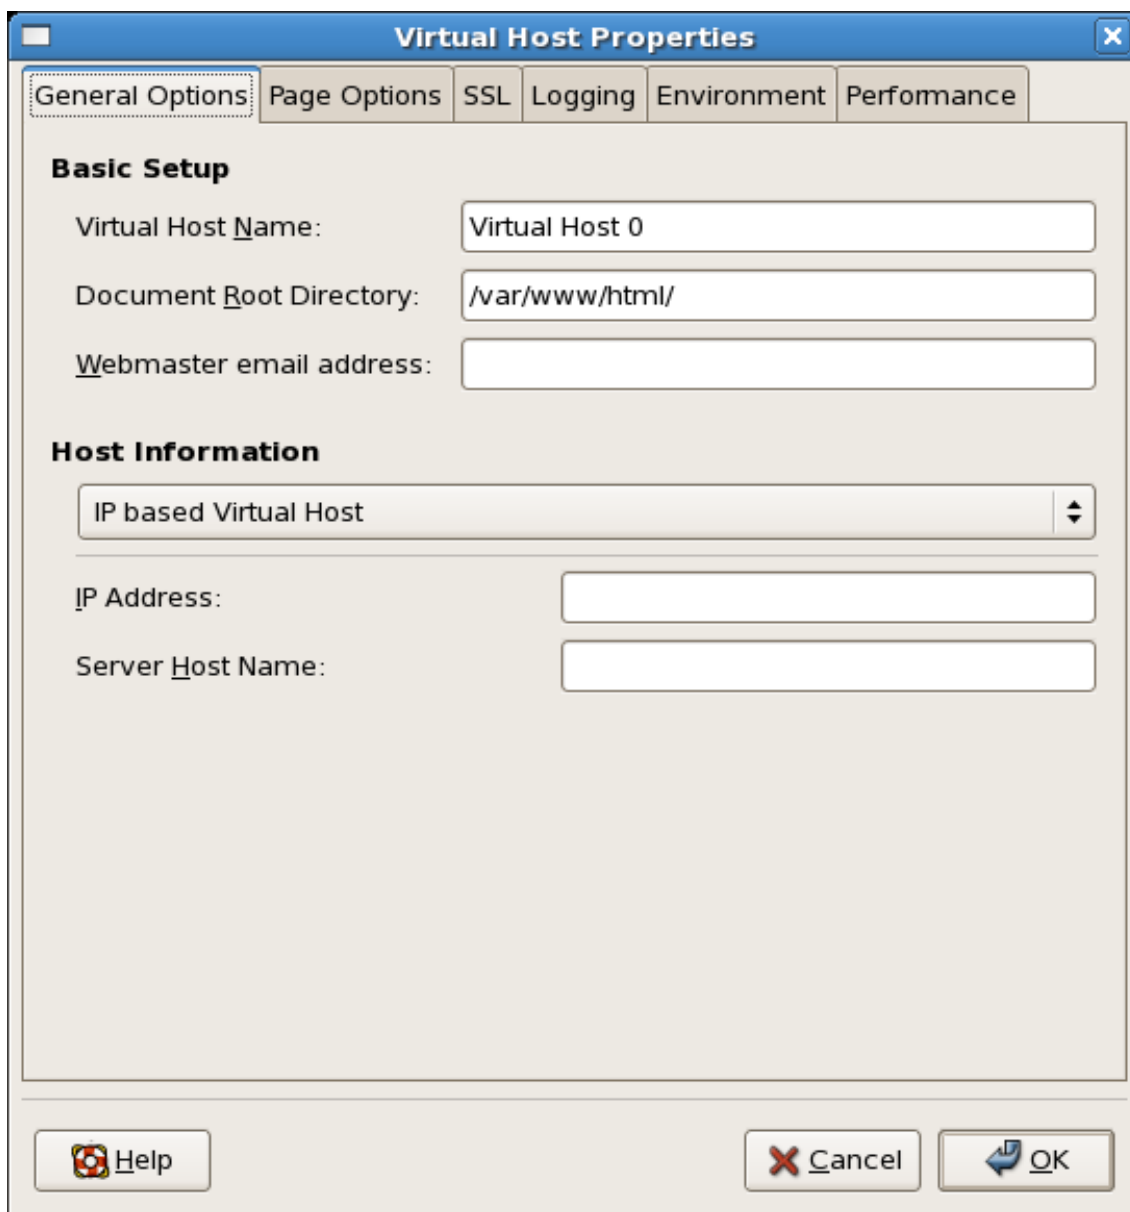 Virtual Host Properties
General Options Page Options SSL Logging Environment Performance
Basic Setup
Virtual Host Name: Virtual Host 0
Document Root Directory: /var/www/html/
Webmaster email address:
Host Information
IP based Virtual Host
IP Address:
Server Host Name:
Help Cancel OK